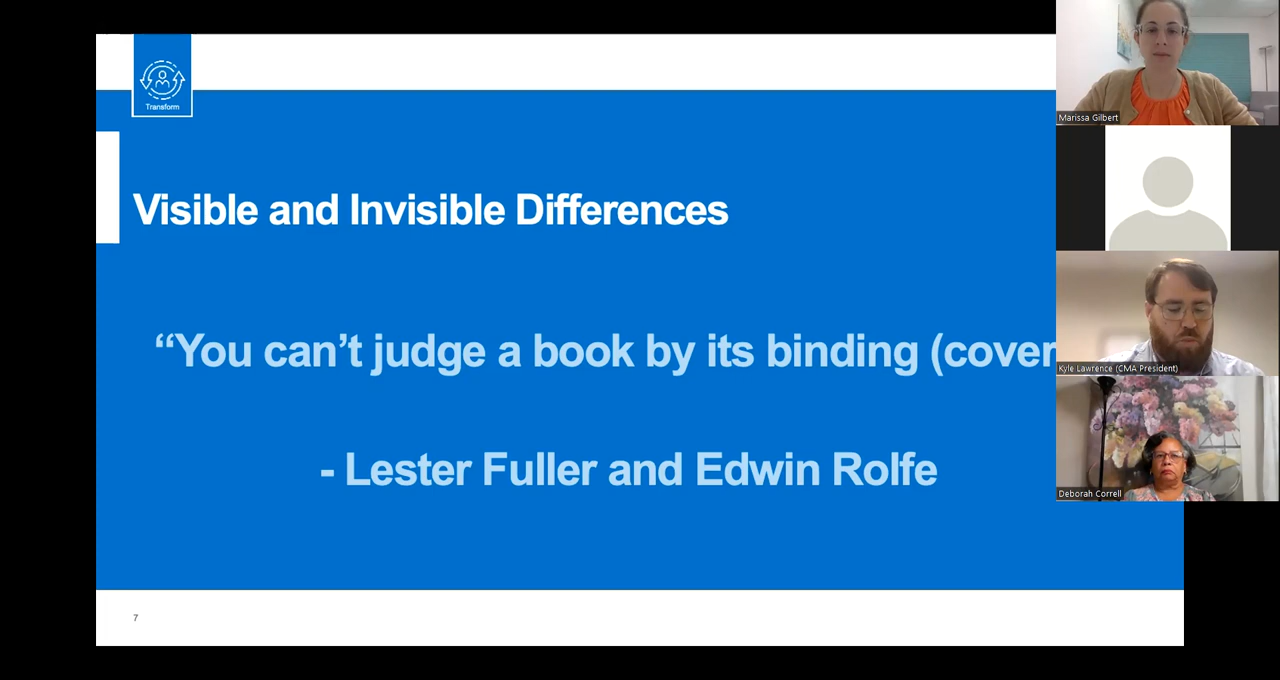 Transform
Visible and Invisible Differences
“You can’t judge a book by its binding (cover
- Lester Fuller and Edwin Rolfe
7
Marissa Gilbert
Kyle Lawrence (CMA President)
Deborah Correll